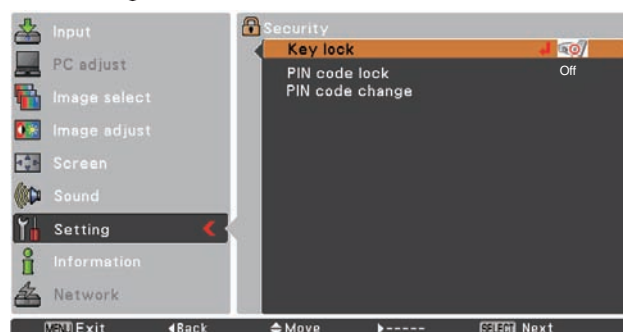 Input
PC adjust
Image select
Image adjust
Screen
Sound
Setting
Information
Network
Security
Key lock
Off
PIN code lock
PIN code change
MENU Exit ◀Back Move ▶----- SELECT Next